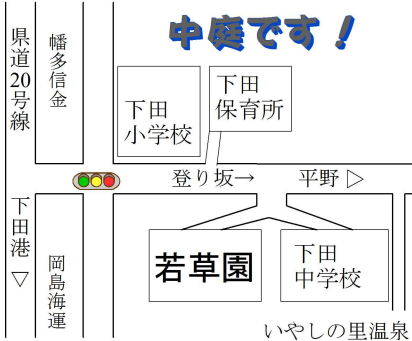 中庭です！
県道20号線
幡多信金
下田
小学校
下田
保育所
登り坂→
平野 ▷
下田港 ▽
岡島海運
若草園
下田
中学校
いやしの里温泉